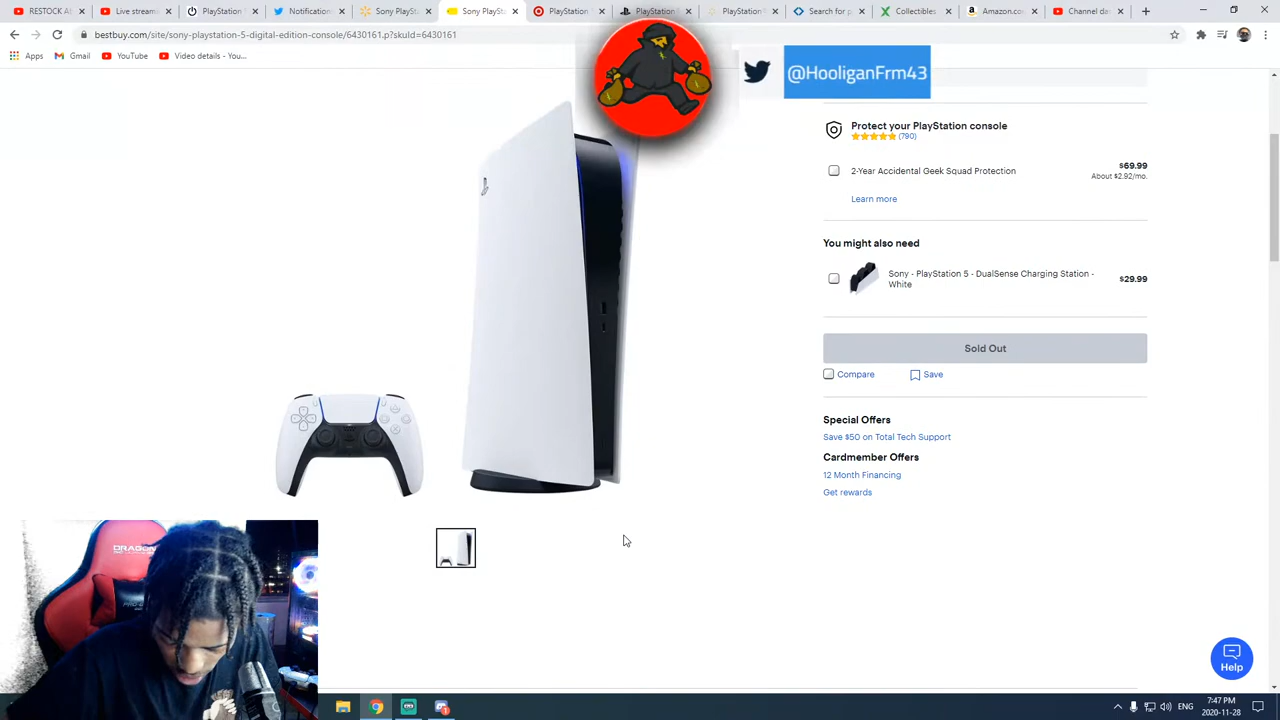 RESTOCK AL
Live stream
PlayStation
Notifications
Sony PlaySt
Sony PlaySt
PlayStation
PlayStation
PlayStation
Search for p
Collectibles
Amazon.co
Channel de
bestbuy.com/site/sony-playstation-5-digital-edition-console/6430161.p?skuId=6430161
Apps
Gmail
YouTube
Video details - You...
@HooliganFrm43
Protect your PlayStation console
(790)
2-Year Accidental Geek Squad Protection
$69.99
About $2.92/mo.
Learn more
You might also need
Sony - PlayStation 5 - DualSense Charging Station -
White
$29.99
Sold Out
Compare
Save
Special Offers
Save $50 on Total Tech Support
Cardmember Offers
12 Month Financing
Get rewards
Help
DRAGON
ENG
7:47 PM
2020-11-28